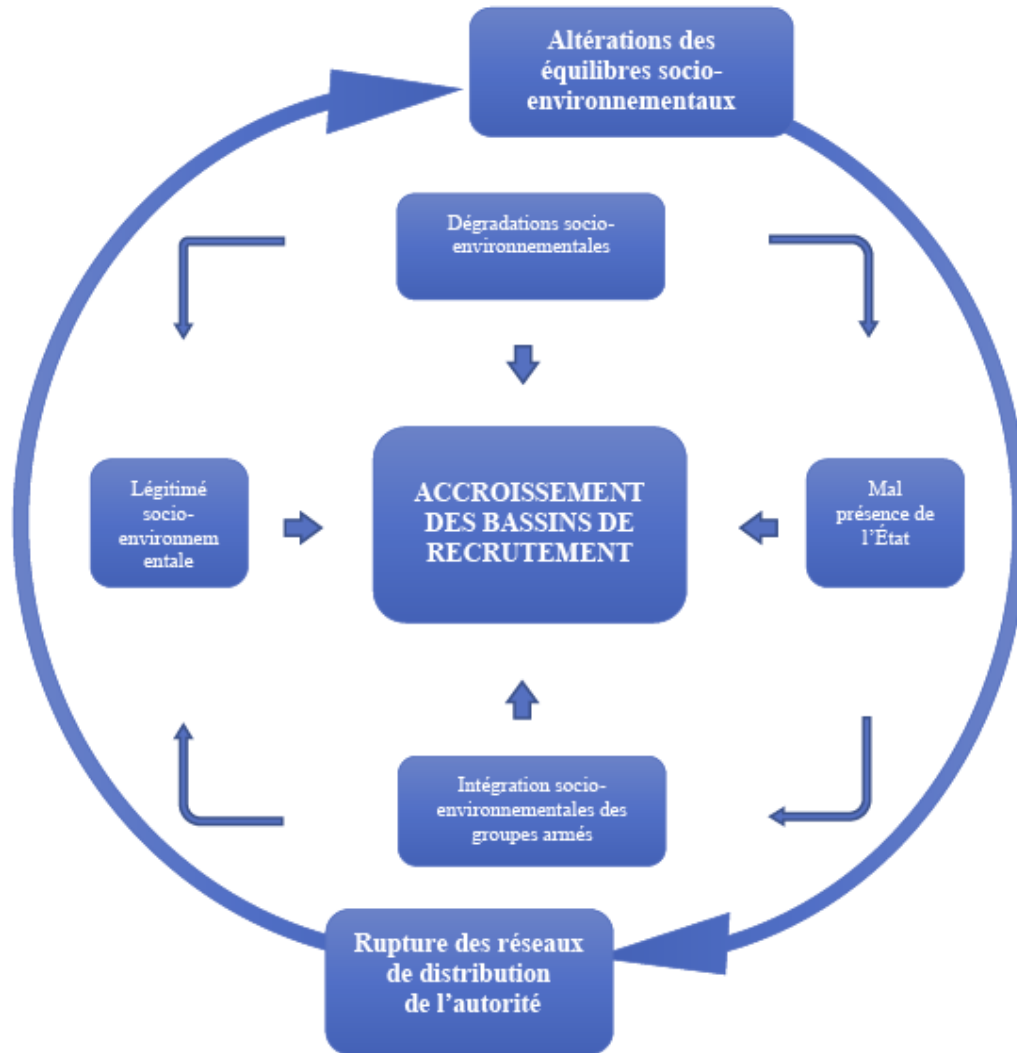 Altérations des
équilibres socio-
environnementaux
Dégradations socio-
environnementales
Légitimé
socio-
environnem
entale
ACCROISSEMENT
DES BASSINS DE
RECRUTEMENT
Mal
présence de
l’État
Intégration socio-
environnementales des
groupes armés
Rupture des réseaux
de distribution
de l’autorité